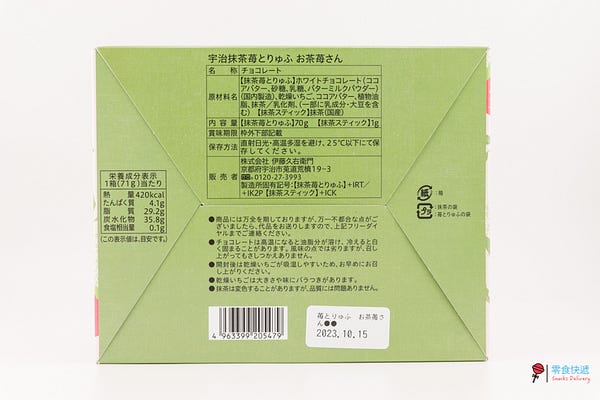 宇治抹茶苺とりゅふ お茶苺さん
名 称 チョコレート
原材料名 【抹茶苺とりゅふ】ホワイトチョコレート(ココ
アバター、砂糖、乳糖、バターミルクパウダー)
(国内製造)、乾燥いちご、ココアバター、植物油
脂、抹茶/乳化剤、(一部に乳成分・大豆を含
む) 【抹茶スティック】抹茶(国産)
内 容 量 【抹茶苺とりゅふ】70g 【抹茶スティック】1g
賞味期限 枠外下部記載
保存方法 直射日光・高温多湿を避け、25℃以下にて保
存してください。
販 売 者 株式会社 伊藤久右衛門
京都府宇治市莵道荒槇19-3
0120-27-3993
製造所固有記号:【抹茶苺とりゅふ】+IRT/
+IK2P 【抹茶スティック】+ICK
栄養成分表示
1箱(71g)当たり
熱 量 420kcal
たんぱく質 4.1g
脂 質 29.2g
炭水化物 35.8g
食塩相当量 0.1g
(この表示値は、目安です。)
紙 :箱
プラ :抹茶の袋
:苺とりゅふの袋
●商品には万全を期しておりますが、万一不都合な点がご
ざいましたら、代品をお送りしますので、上記フリーダイ
ヤルまでご連絡ください。
●チョコレートは高温になると油脂分が溶け、冷えると白
く固まることがあります。風味の点では劣りますが、召し
上がってもさしつかえありません。
●開封後は乾燥いちごが吸湿しやすいため、お早めにお召
し上がりください。
●乾燥いちごは大きさや味にバラつきがあります。
●抹茶は変色することがありますが、品質には問題ありません。
4 963399 205479
苺とりゅふ お茶苺さ
ん●●
2023.10.15
零食快遞
Snacks Delivery